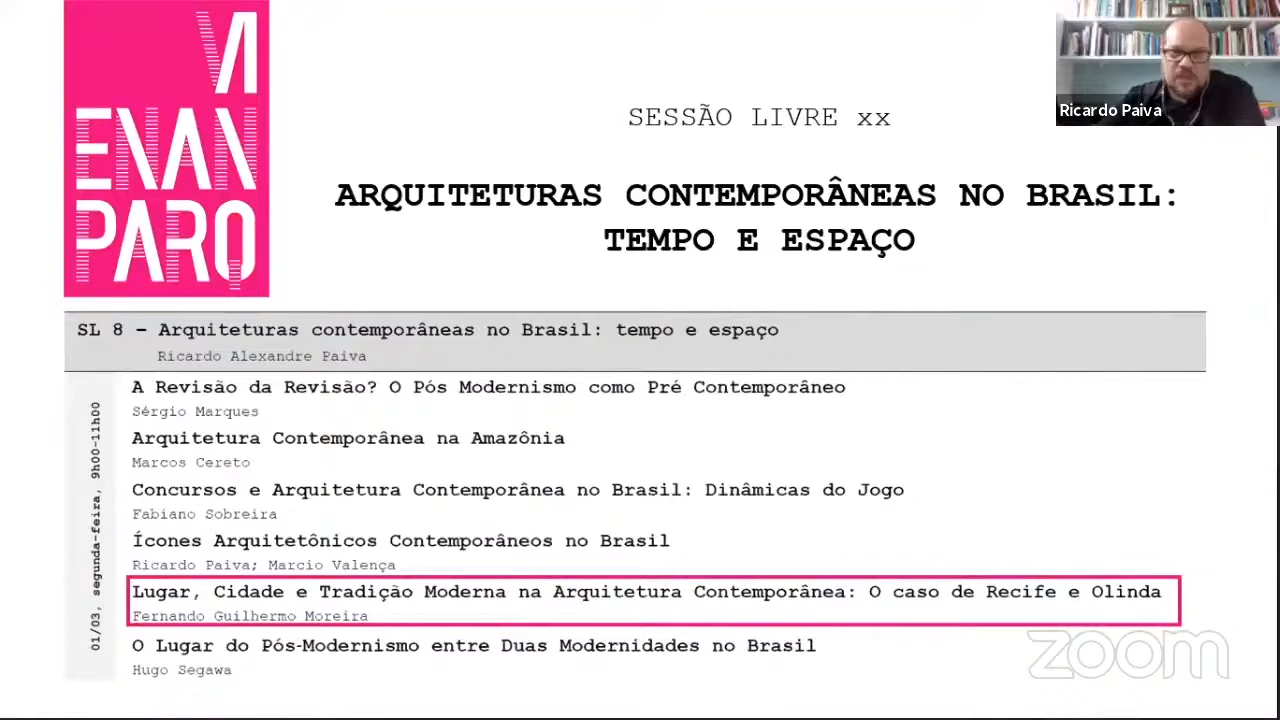 VI
ENAN
PARQ
Ricardo Paiva
SESSÃO LIVRE xx
ARQUITETURAS CONTEMPORÂNEAS NO BRASIL:
TEMPO E ESPAÇO
SL 8 – Arquiteturas contemporâneas no Brasil: tempo e espaço
Ricardo Alexandre Paiva
01/03, segunda-feira, 9h00-11h00
A Revisão da Revisão? O Pós Modernismo como Pré Contemporâneo
Sérgio Marques
Arquitetura Contemporânea na Amazônia
Marcos Cereto
Concursos e Arquitetura Contemporânea no Brasil: Dinâmicas do Jogo
Fabiano Sobreira
Ícones Arquitetônicos Contemporâneos no Brasil
Ricardo Paiva; Marcio Valença
Lugar, Cidade e Tradição Moderna na Arquitetura Contemporânea: O caso de Recife e Olinda
Fernando Guilhermo Moreira
O Lugar do Pós-Modernismo entre Duas Modernidades no Brasil
Hugo Segawa
zoom